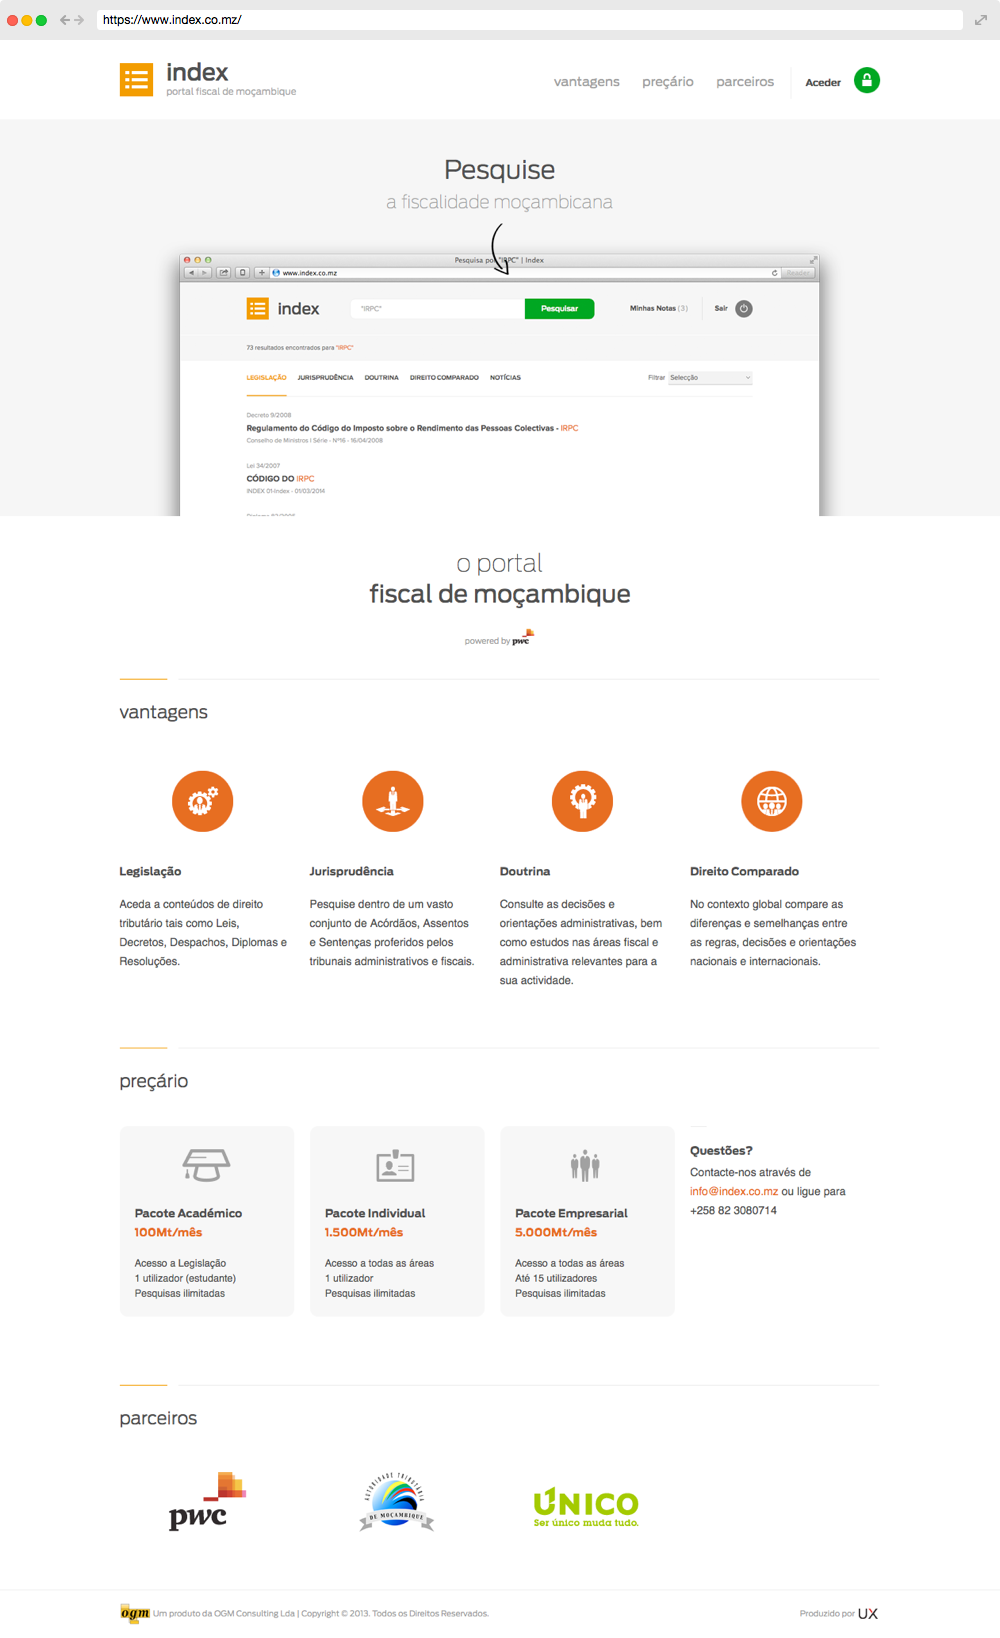 https://www.index.co.mz/
index
portal fiscal de moçambique
vantagens preçário parceiros Aceder
Pesquise
a fiscalidade moçambicana
Pesquisa por "IRPC" | Index
www.index.co.mz Reader
index "IRPC" Pesquisar Minhas Notas (3) Sair
73 resultados encontrados para "IRPC"
LEGISLAÇÃO JURISPRUDÊNCIA DOUTRINA DIREITO COMPARADO NOTÍCIAS Filtrar Selecção
Decreto 9/2008
Regulamento do Código do Imposto sobre o Rendimento das Pessoas Colectivas - IRPC
Conselho de Ministros I Série - Nº16 - 16/04/2008
Lei 34/2007
CÓDIGO DO IRPC
INDEX 01-Index - 01/03/2014
o portal
fiscal de moçambique
powered by pwc
vantagens
Legislação
Aceda a conteúdos de direito
tributário tais como Leis,
Decretos, Despachos, Diplomas e
Resoluções.
Jurisprudência
Pesquise dentro de um vasto
conjunto de Acórdãos, Assentos
e Sentenças proferidos pelos
tribunais administrativos e fiscais.
Doutrina
Consulte as decisões e
orientações administrativas, bem
como estudos nas áreas fiscal e
administrativa relevantes para a
sua actividade.
Direito Comparado
No contexto global compare as
diferenças e semelhanças entre
as regras, decisões e orientações
nacionais e internacionais.
preçário
Pacote Académico
100Mt/mês
Acesso a Legislação
1 utilizador (estudante)
Pesquisas ilimitadas
Pacote Individual
1.500Mt/mês
Acesso a todas as áreas
1 utilizador
Pesquisas ilimitadas
Pacote Empresarial
5.000Mt/mês
Acesso a todas as áreas
Até 15 utilizadores
Pesquisas ilimitadas
Questões?
Contacte-nos através de
info@index.co.mz ou ligue para
+258 82 3080714
parceiros
pwc
AUTORIDADE TRIBUTÁRIA
DE MOÇAMBIQUE
ÚNICO
Ser único muda tudo.
ogm Um produto da OGM Consulting Lda | Copyright © 2013. Todos os Direitos Reservados.
Produzido por UX